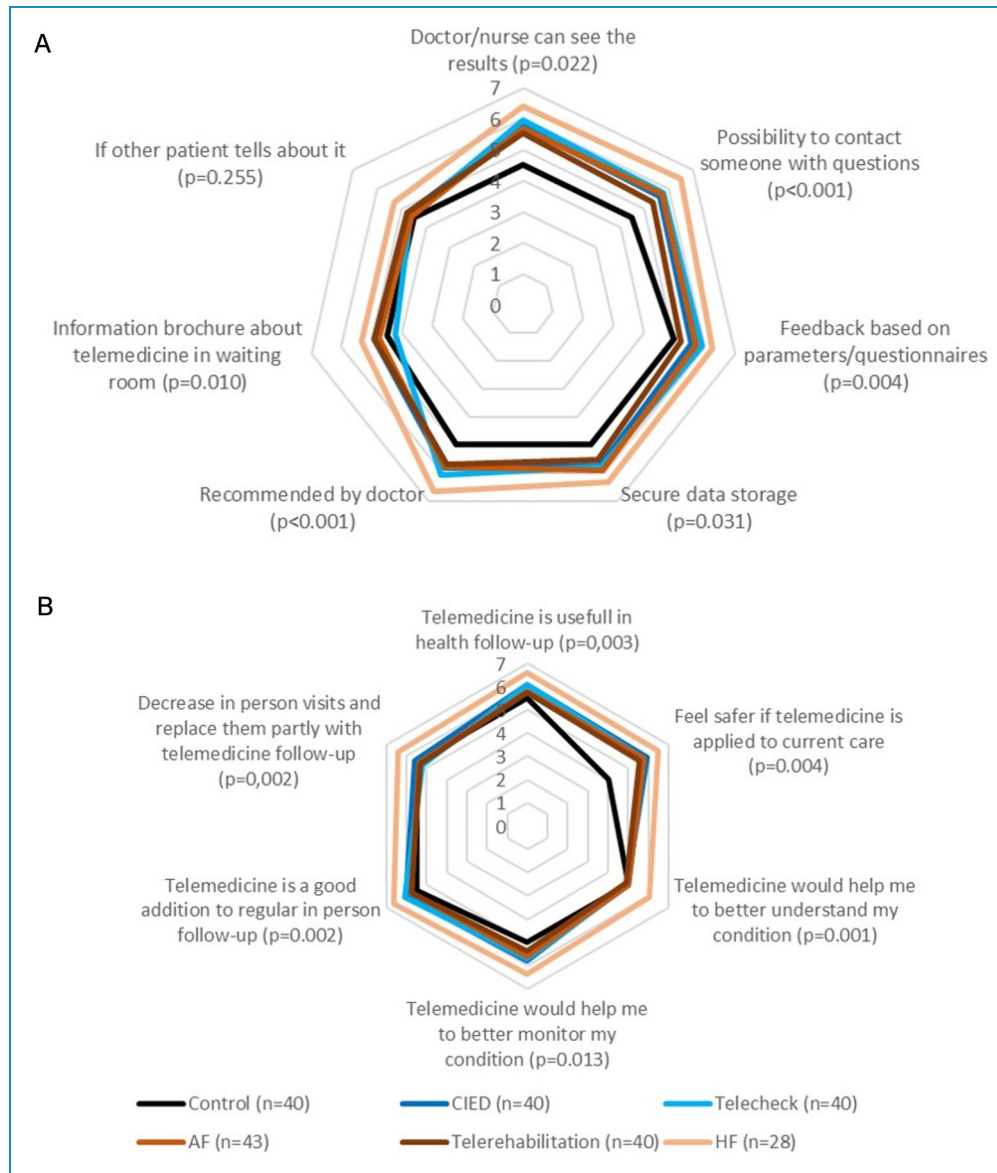 A
Doctor/nurse can see the
results (p=0.022)
7
6
5
4
3
2
1
0
Possibility to contact
someone with questions
(p<0.001)
If other patient tells about it
(p=0.255)
Information brochure about
telemedicine in waiting
room (p=0.010)
Feedback based on
parameters/questionnaires
(p=0.004)
Recommended by doctor
(p<0.001)
Secure data storage
(p=0.031)
B
Telemedicine is usefull in
health follow-up (p=0,003)
7
6
5
4
3
2
1
0
Decrease in person visits and
replace them partly with
telemedicine follow-up
(p=0,002)
Feel safer if telemedicine is
applied to current care
(p=0.004)
Telemedicine is a good
addition to regular in person
follow-up (p=0.002)
Telemedicine would help me
to better understand my
condition (p=0.001)
Telemedicine would help me
to better monitor my
condition (p=0.013)
Control (n=40)
CIED (n=40)
Telecheck (n=40)
AF (n=43)
Telerehabilitation (n=40)
HF (n=28)